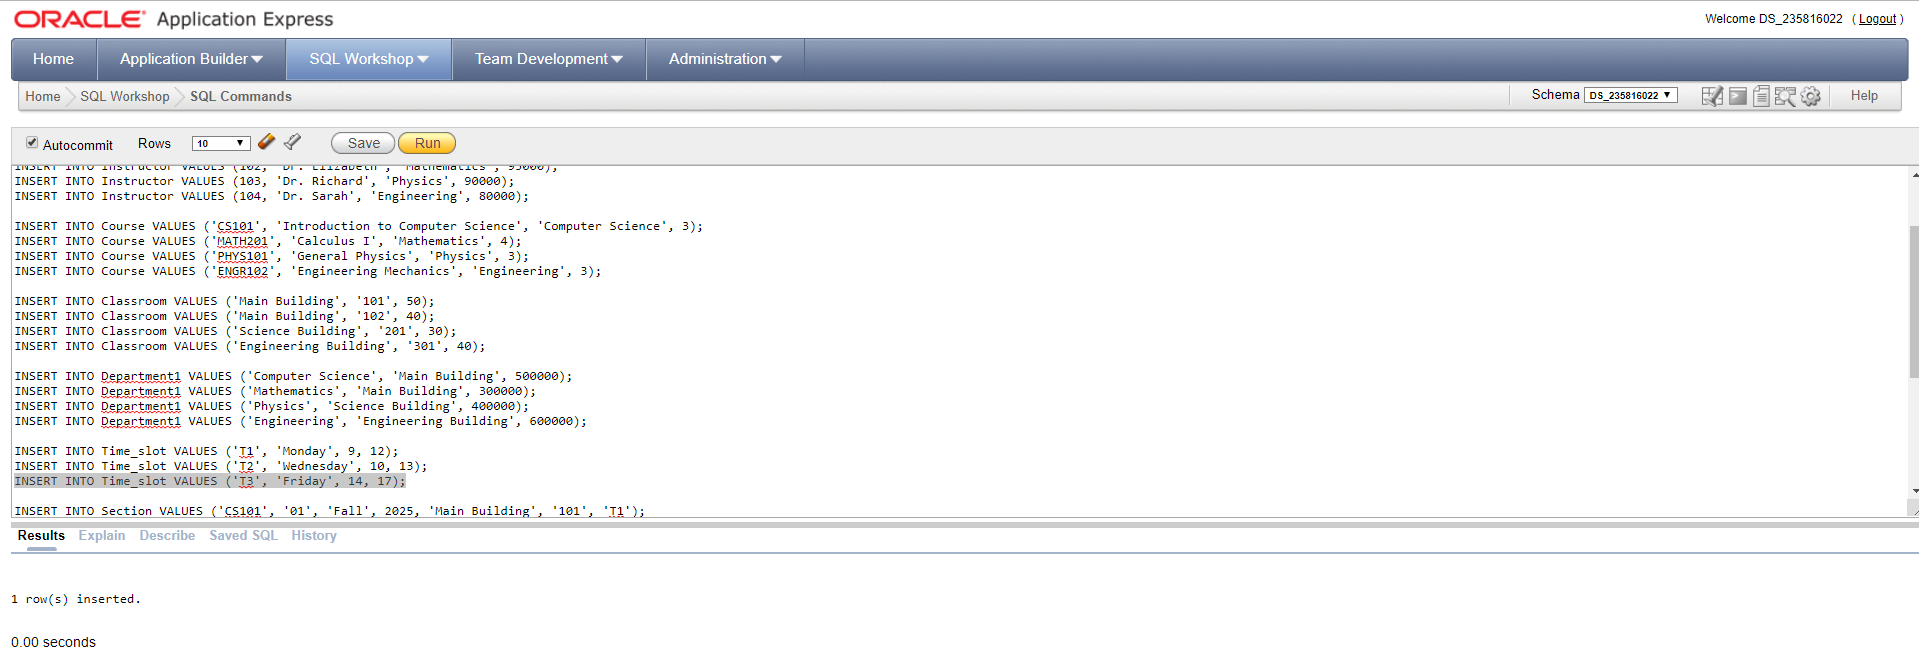 ORACLE Application Express
Welcome DS_235816022 ( Logout )
Home Application Builder SQL Workshop Team Development Administration
Home SQL Workshop SQL Commands Schema DS_235816022 Help
Autocommit Rows 10 Save Run
INSERT INTO Instructor VALUES (102, 'Dr. Elizabeth', 'Mathematics', 95000);
INSERT INTO Instructor VALUES (103, 'Dr. Richard', 'Physics', 90000);
INSERT INTO Instructor VALUES (104, 'Dr. Sarah', 'Engineering', 80000);
INSERT INTO Course VALUES ('CS101', 'Introduction to Computer Science', 'Computer Science', 3);
INSERT INTO Course VALUES ('MATH201', 'Calculus I', 'Mathematics', 4);
INSERT INTO Course VALUES ('PHYS101', 'General Physics', 'Physics', 3);
INSERT INTO Course VALUES ('ENGR102', 'Engineering Mechanics', 'Engineering', 3);
INSERT INTO Classroom VALUES ('Main Building', '101', 50);
INSERT INTO Classroom VALUES ('Main Building', '102', 40);
INSERT INTO Classroom VALUES ('Science Building', '201', 30);
INSERT INTO Classroom VALUES ('Engineering Building', '301', 40);
INSERT INTO Department1 VALUES ('Computer Science', 'Main Building', 500000);
INSERT INTO Department1 VALUES ('Mathematics', 'Main Building', 300000);
INSERT INTO Department1 VALUES ('Physics', 'Science Building', 400000);
INSERT INTO Department1 VALUES ('Engineering', 'Engineering Building', 600000);
INSERT INTO Time_slot VALUES ('T1', 'Monday', 9, 12);
INSERT INTO Time_slot VALUES ('T2', 'Wednesday', 10, 13);
INSERT INTO Time_slot VALUES ('T3', 'Friday', 14, 17);
INSERT INTO Section VALUES ('CS101', '01', 'Fall', 2025, 'Main Building', '101', 'T1');
Results Explain Describe Saved SQL History
1 row(s) inserted.
0.00 seconds